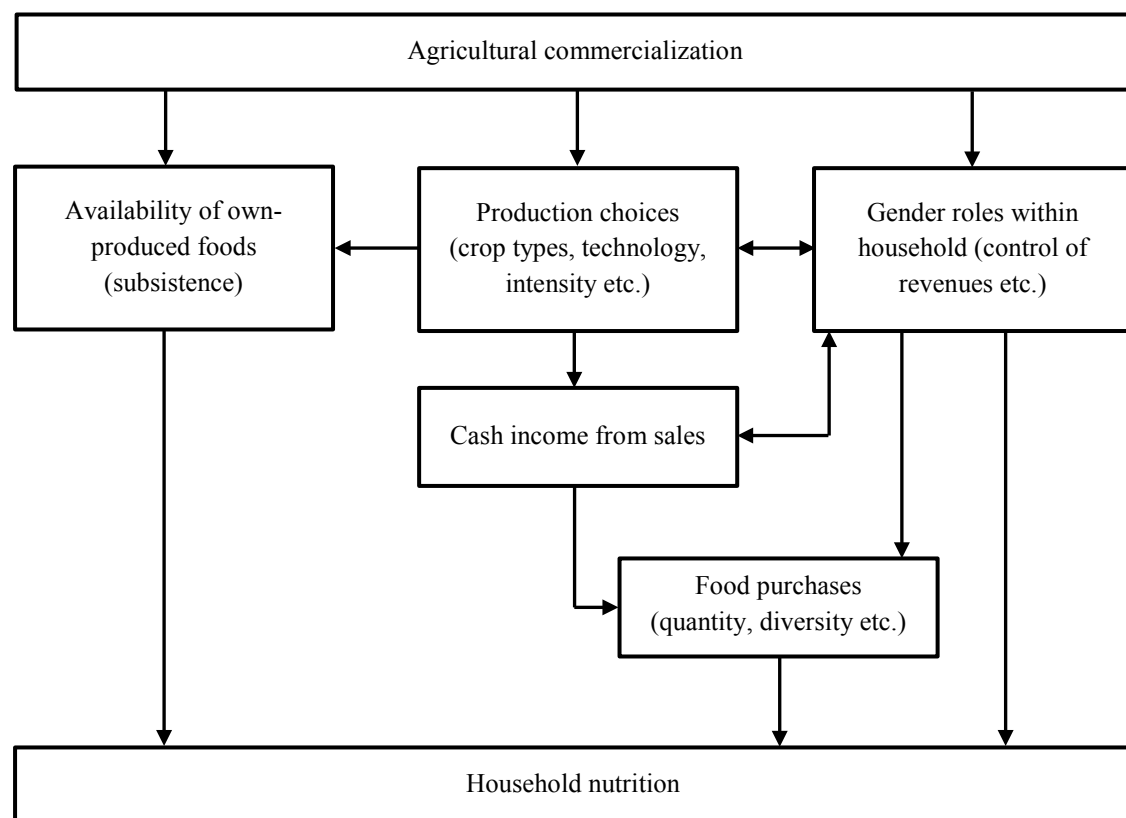 Agricultural commercialization
Availability of own-
produced foods
(subsistence)
Production choices
(crop types, technology,
intensity etc.)
Gender roles within
household (control of
revenues etc.)
Cash income from sales
Food purchases
(quantity, diversity etc.)
Household nutrition